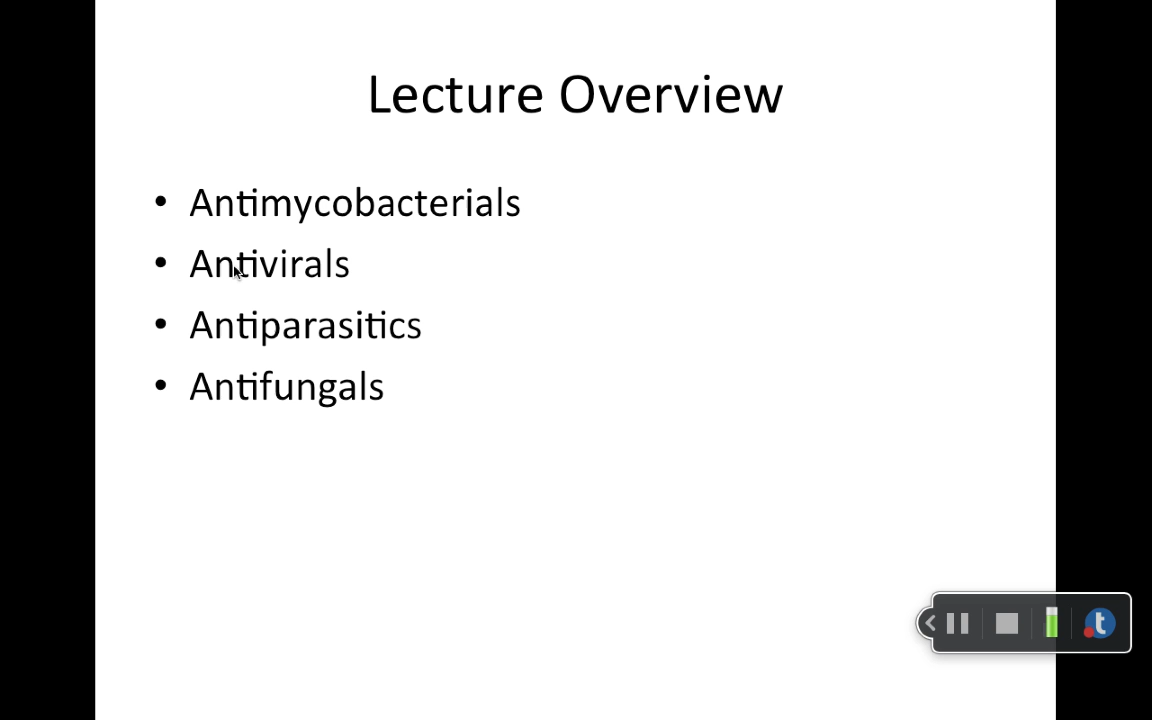 Lecture Overview
• Antimycobacterials
• Antivirals
• Antiparasitics
• Antifungals
t